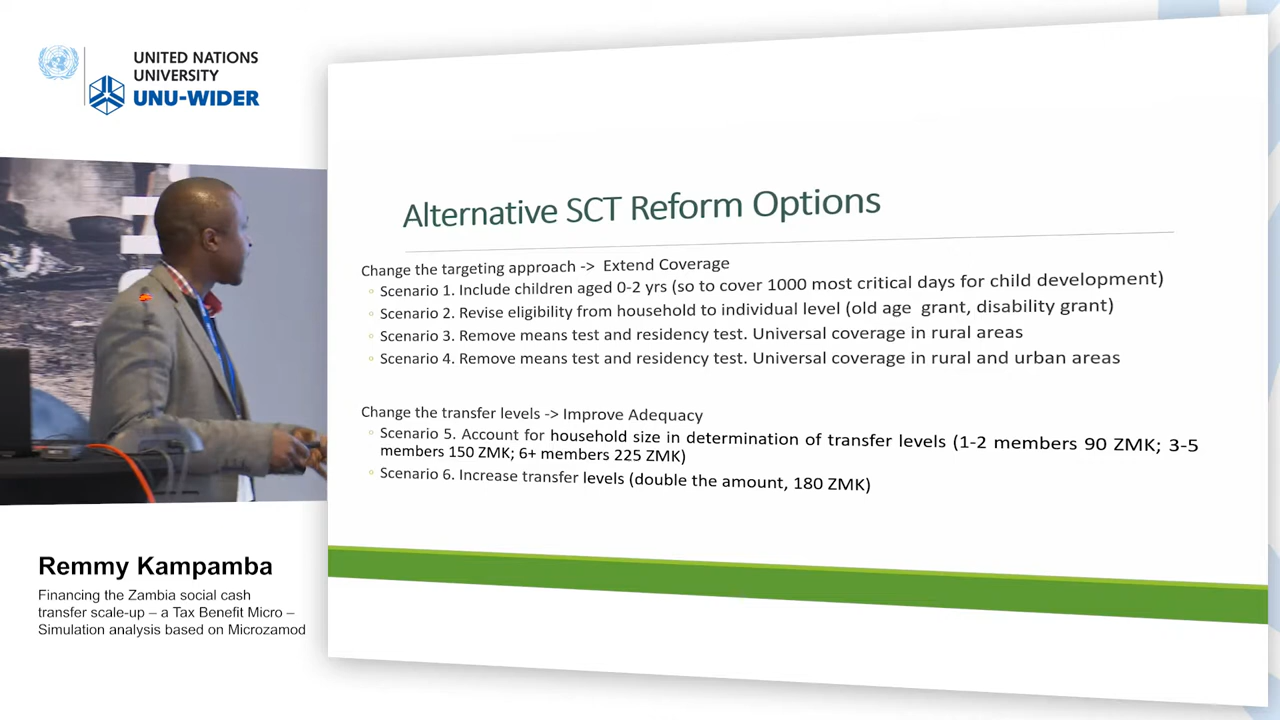 UNITED NATIONS
UNIVERSITY
UNU-WIDER
Alternative SCT Reform Options
Change the targeting approach -> Extend Coverage
Scenario 1. Include children aged 0-2 yrs (so to cover 1000 most critical days for child development)
Scenario 2. Revise eligibility from household to individual level (old age grant, disability grant)
Scenario 3. Remove means test and residency test. Universal coverage in rural areas
Scenario 4. Remove means test and residency test. Universal coverage in rural and urban areas
Change the transfer levels -> Improve Adequacy
Scenario 5. Account for household size in determination of transfer levels (1-2 members 90 ZMK; 3-5
members 150 ZMK; 6+ members 225 ZMK)
Scenario 6. Increase transfer levels (double the amount, 180 ZMK)
Remmy Kampamba
Financing the Zambia social cash
transfer scale-up – a Tax Benefit Micro –
Simulation analysis based on Microzamod